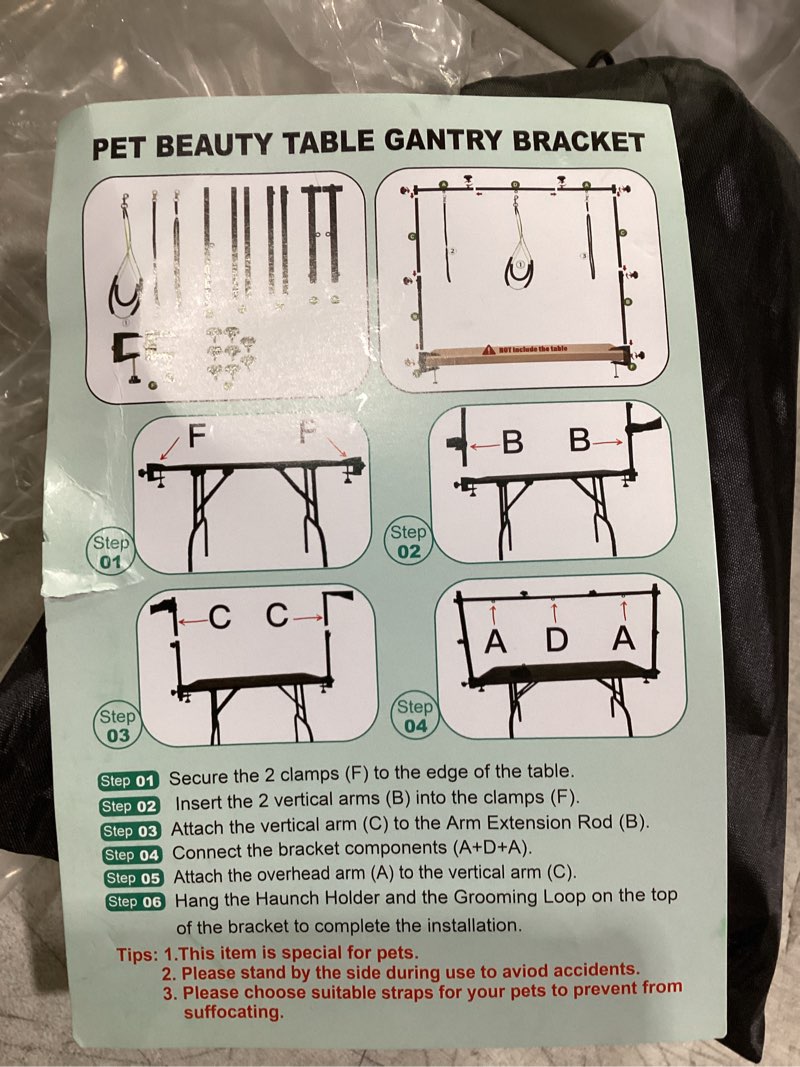 PET BEAUTY TABLE GANTRY BRACKET
A D A
2 1 3
NOT include the table
F F
Step
01
B B
Step
02
C C
Step
03
A D A
Step
04
Step 01 Secure the 2 clamps (F) to the edge of the table.
Step 02 Insert the 2 vertical arms (B) into the clamps (F).
Step 03 Attach the vertical arm (C) to the Arm Extension Rod (B).
Step 04 Connect the bracket components (A+D+A).
Step 05 Attach the overhead arm (A) to the vertical arm (C).
Step 06 Hang the Haunch Holder and the Grooming Loop on the top
of the bracket to complete the installation.
Tips: 1.This item is special for pets.
2. Please stand by the side during use to aviod accidents.
3. Please choose suitable straps for your pets to prevent from
suffocating.